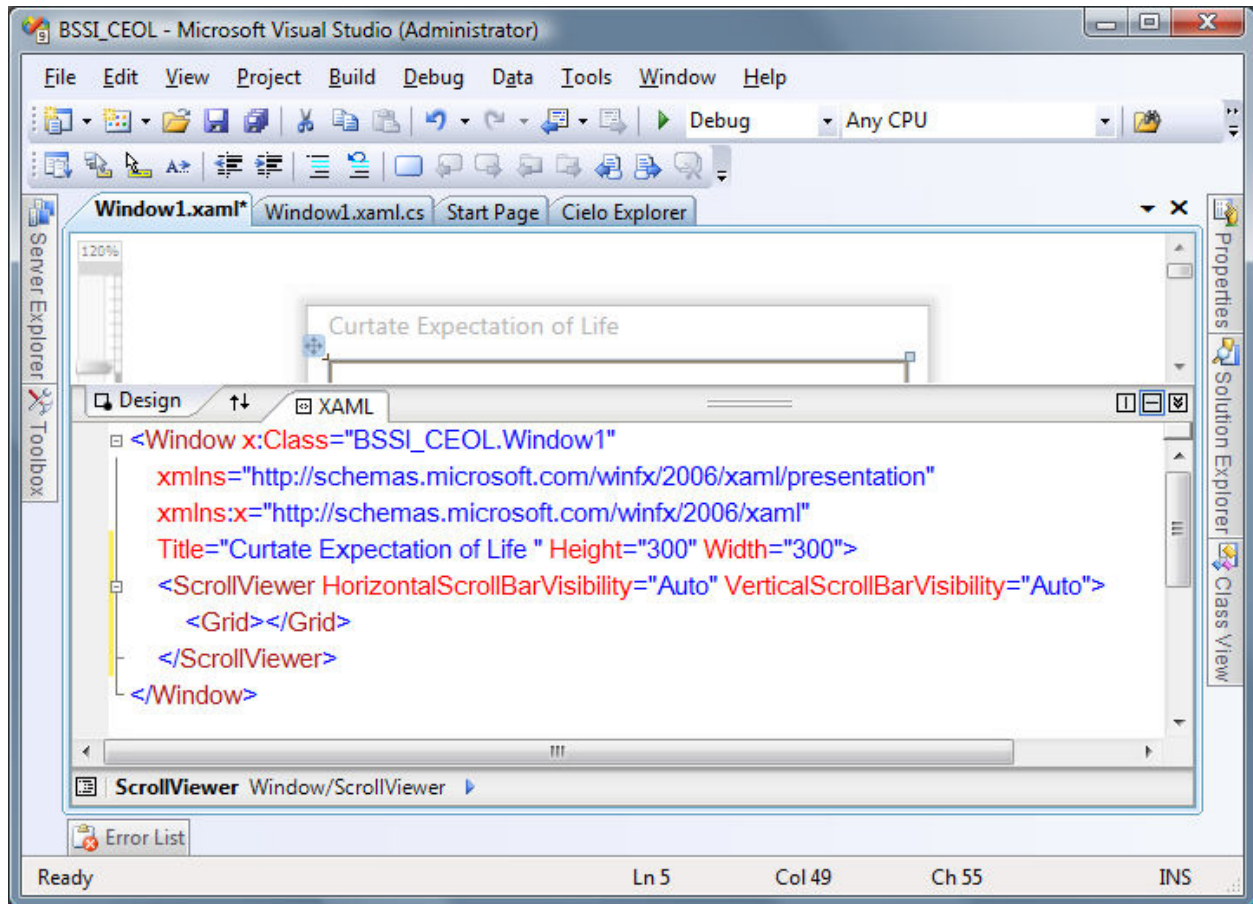 BSSI_CEOL - Microsoft Visual Studio (Administrator)
File Edit View Project Build Debug Data Tools Window Help
Debug Any CPU
Window1.xaml* Window1.xaml.cs Start Page Cielo Explorer
Server Explorer
Toolbox
120%
Curtate Expectation of Life
Design XAML
<Window x:Class="BSSI_CEOL.Window1"
xmlns="http://schemas.microsoft.com/winfx/2006/xaml/presentation"
xmlns:x="http://schemas.microsoft.com/winfx/2006/xaml"
Title="Curtate Expectation of Life " Height="300" Width="300">
<ScrollViewer HorizontalScrollBarVisibility="Auto" VerticalScrollBarVisibility="Auto">
<Grid></Grid>
</ScrollViewer>
</Window>
ScrollViewer Window/ScrollViewer
Properties
Solution Explorer
Class View
Error List
Ready Ln 5 Col 49 Ch 55 INS